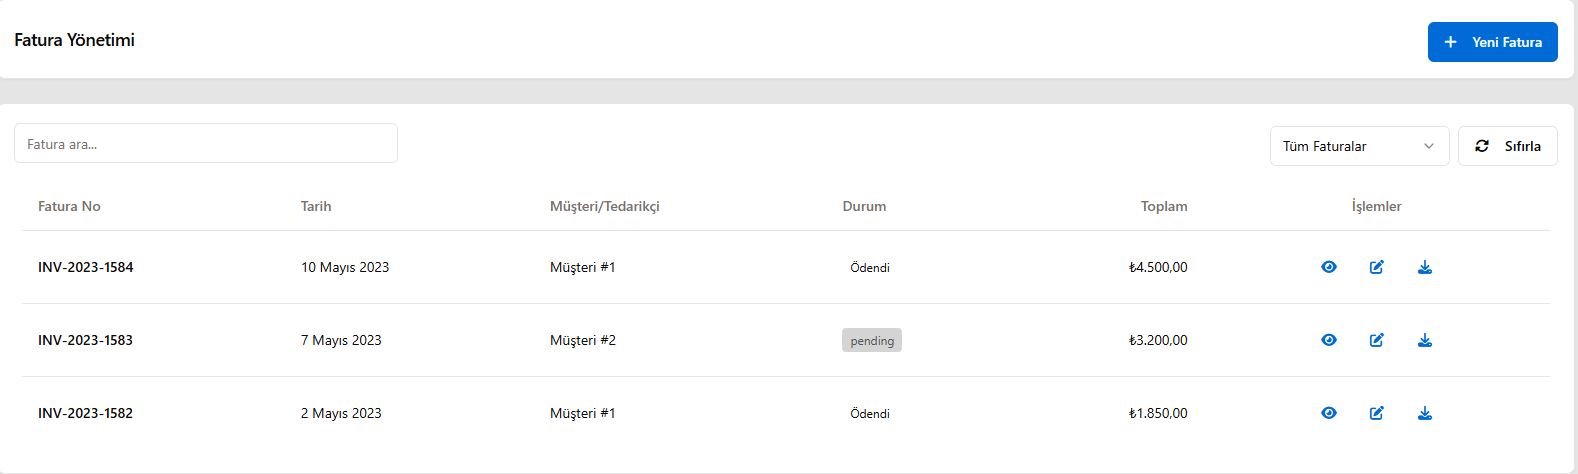 Fatura Yönetimi
Yeni Fatura
Fatura ara...
Tüm Faturalar
Sıfırla
Fatura No Tarih Müşteri/Tedarikçi Durum Toplam İşlemler
INV-2023-1584 10 Mayıs 2023 Müşteri #1 Ödendi ₺4.500,00
INV-2023-1583 7 Mayıs 2023 Müşteri #2 pending ₺3.200,00
INV-2023-1582 2 Mayıs 2023 Müşteri #1 Ödendi ₺1.850,00